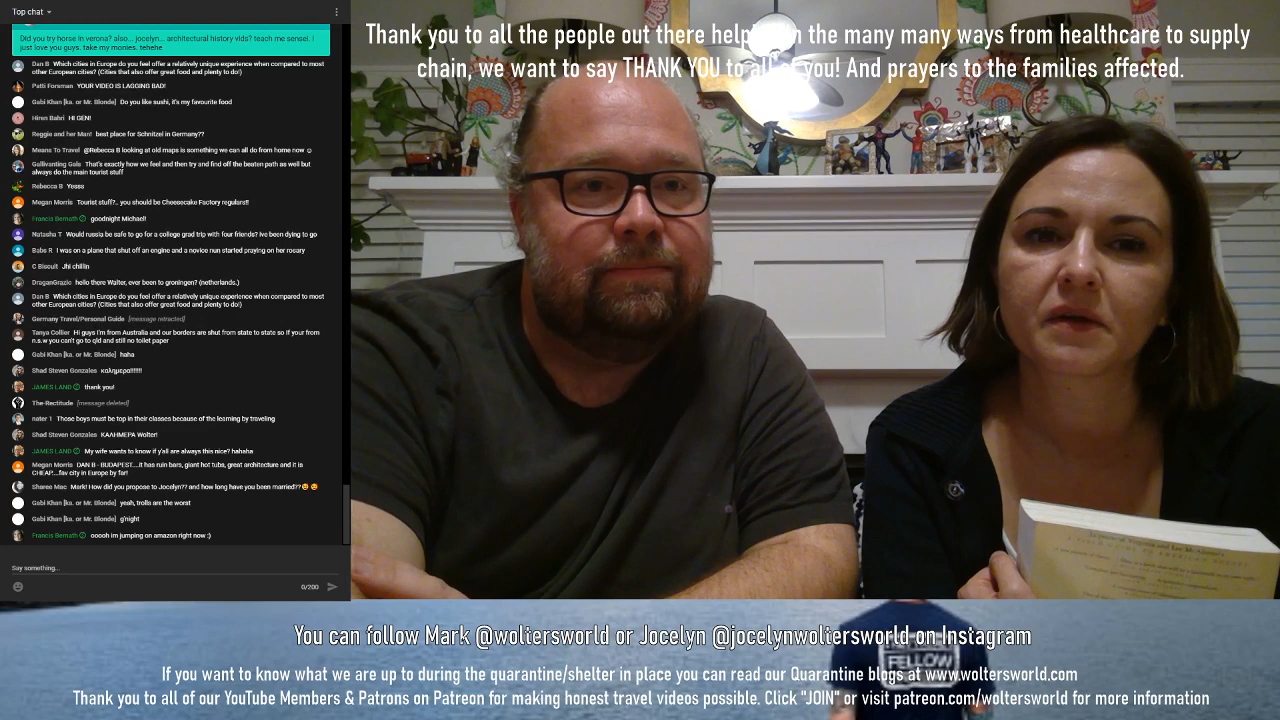 Top chat
Did you try horse in verona? also... jocelyn... architectural history vids? teach me sensei. I
just love you guys. take my monies. tehehe
Dan B Which cities in Europe do you feel offer a relatively unique experience when compared to most
other European cities? (Cities that also offer great food and plenty to do!)
Patti Forsman YOUR VIDEO IS LAGGING BAD!
Gabi Khan [ka. or Mr. Blonde] Do you like sushi, it's my favourite food
Hiren Bahri HI GEN!
Reggie and her Man! best place for Schnitzel in Germany??
Means To Travel @Rebecca B looking at old maps is something we can all do from home now ☺
Gallivanting Gals That's exactly how we feel and then try and find off the beaten path as well but
always do the main tourist stuff
Rebecca B Yesss
Megan Morris Tourist stuff?.. you should be Cheesecake Factory regulars!!
Francis Bernath goodnight Michael!
Natasha T Would russia be safe to go for a college grad trip with four friends? Ive been dying to go
Babs R I was on a plane that shut off an engine and a novice nun started praying on her rosary
C Biscuit Jhi chillin
DraganGrazic hello there Walter, ever been to groningen? (netherlands.)
Dan B Which cities in Europe do you feel offer a relatively unique experience when compared to most
other European cities? (Cities that also offer great food and plenty to do!)
Germany Travel/Personal Guide [message retracted]
Tanya Collier Hi guys I'm from Australia and our borders are shut from state to state so if your from
n.s.w you can't go to qld and still no toilet paper
Gabi Khan [ka. or Mr. Blonde] haha
Shad Steven Gonzales καλημερα!!!!!!!!
JAMES LAND thank you!
The-Rectitude [message deleted]
nater 1 Those boys must be top in their classes because of the learning by traveling
Shad Steven Gonzales ΚΑΛΗΜΕΡΑ Wolter!
JAMES LAND My wife wants to know if y'all are always this nice? hahaha
Megan Morris DAN B - BUDAPEST....it has ruin bars, giant hot tubs, great architecture and it is
CHEAP....fav city in Europe by far!
Sharee Mac Mark! How did you propose to Jocelyn?? and how long have you been married??😆😆
Gabi Khan [ka. or Mr. Blonde] yeah, trolls are the worst
Gabi Khan [ka. or Mr. Blonde] g'night
Francis Bernath ooooh im jumping on amazon right now :)
Say something...
0/200
Thank you to all the people out there help in the many many ways from healthcare to supply
chain, we want to say THANK YOU to all of you! And prayers to the families affected.
You can follow Mark @woltersworld or Jocelyn @jocelynwoltersworld on Instagram
FELLOW
If you want to know what we are up to during the quarantine/shelter in place you can read our Quarantine blogs at www.woltersworld.com
Thank you to all of our YouTube Members & Patrons on Patreon for making honest travel videos possible. Click "JOIN" or visit patreon.com/woltersworld for more information